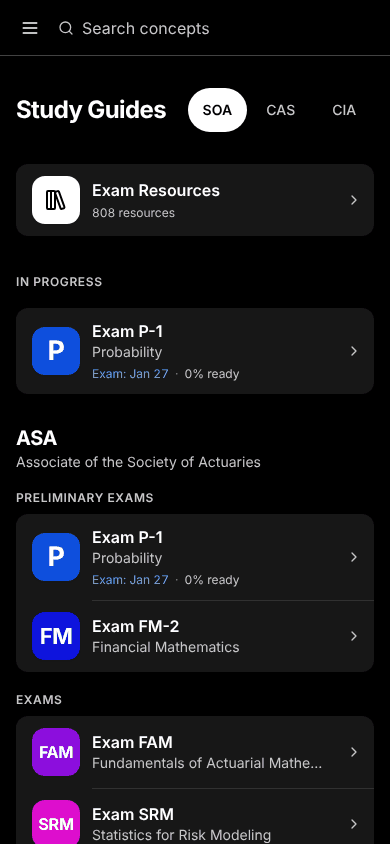 Search concepts
Study Guides
SOA
CAS
CIA
Exam Resources
808 resources
IN PROGRESS
P
Exam P-1
Probability
Exam: Jan 27 · 0% ready
ASA
Associate of the Society of Actuaries
PRELIMINARY EXAMS
P
Exam P-1
Probability
Exam: Jan 27 · 0% ready
FM
Exam FM-2
Financial Mathematics
EXAMS
FAM
Exam FAM
Fundamentals of Actuarial Mathe...
SRM
Exam SRM
Statistics for Risk Modeling